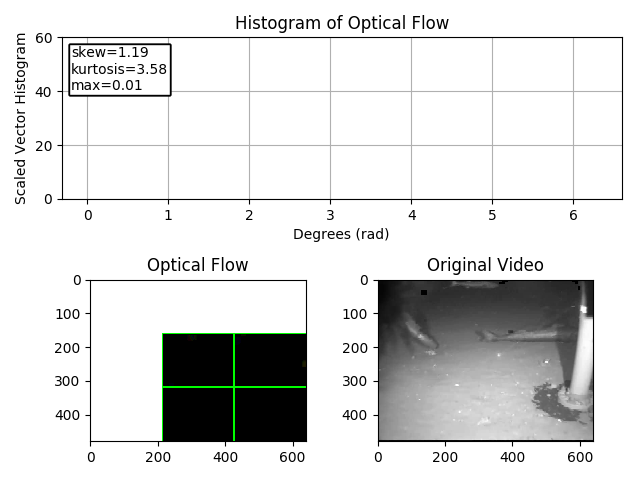 Histogram of Optical Flow
60
40
20
0
skew=1.19
kurtosis=3.58
max=0.01
Scaled Vector Histogram
0 1 2 3 4 5 6
Degrees (rad)
Optical Flow
0
100
200
300
400
0 200 400 600
Original Video
0
100
200
300
400
0 200 400 600